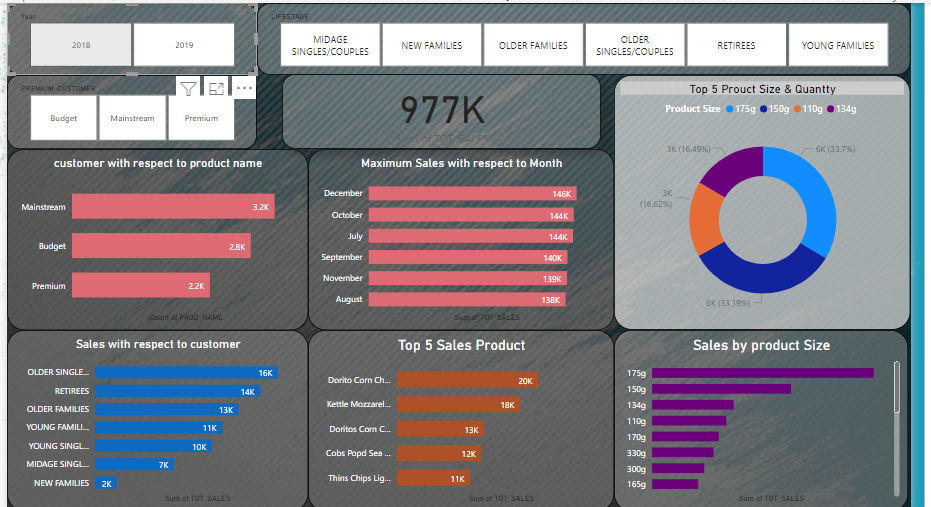 Year
2018
2019
LIFESTAGE
MIDAGE
SINGLES/COUPLES
NEW FAMILIES
OLDER FAMILIES
OLDER
SINGLES/COUPLES
RETIREES
YOUNG FAMILIES
PREMIUM CUSTOMER
Budget
Mainstream
Premium
977K
Sum of TOT_SALES
Top 5 Prouct Size & Quantty
Product Size 175g 150g 110g 134g
3K (16.49%)
6K (33.7%)
3K
(16.62%)
6K (33.19%)
customer with respect to product name
Mainstream 3.2K
Budget 2.8K
Premium 2.2K
Count of PROD_NAME
Maximum Sales with respect to Month
December 146K
October 144K
July 144K
September 140K
November 139K
August 138K
Sum of TOT_SALES
Sales with respect to customer
OLDER SINGLE... 16K
RETIREES 14K
OLDER FAMILIES 13K
YOUNG FAMILI... 11K
YOUNG SINGL... 10K
MIDAGE SINGL... 7K
NEW FAMILIES 2K
Sum of TOT_SALES
Top 5 Sales Product
Dorito Corn Ch... 20K
Kettle Mozzarel... 18K
Doritos Corn C... 13K
Cobs Popd Sea ... 12K
Thins Chips Lig... 11K
Sum of TOT_SALES
Sales by product Size
175g
150g
134g
110g
170g
330g
300g
165g
Sum of TOT_SALES